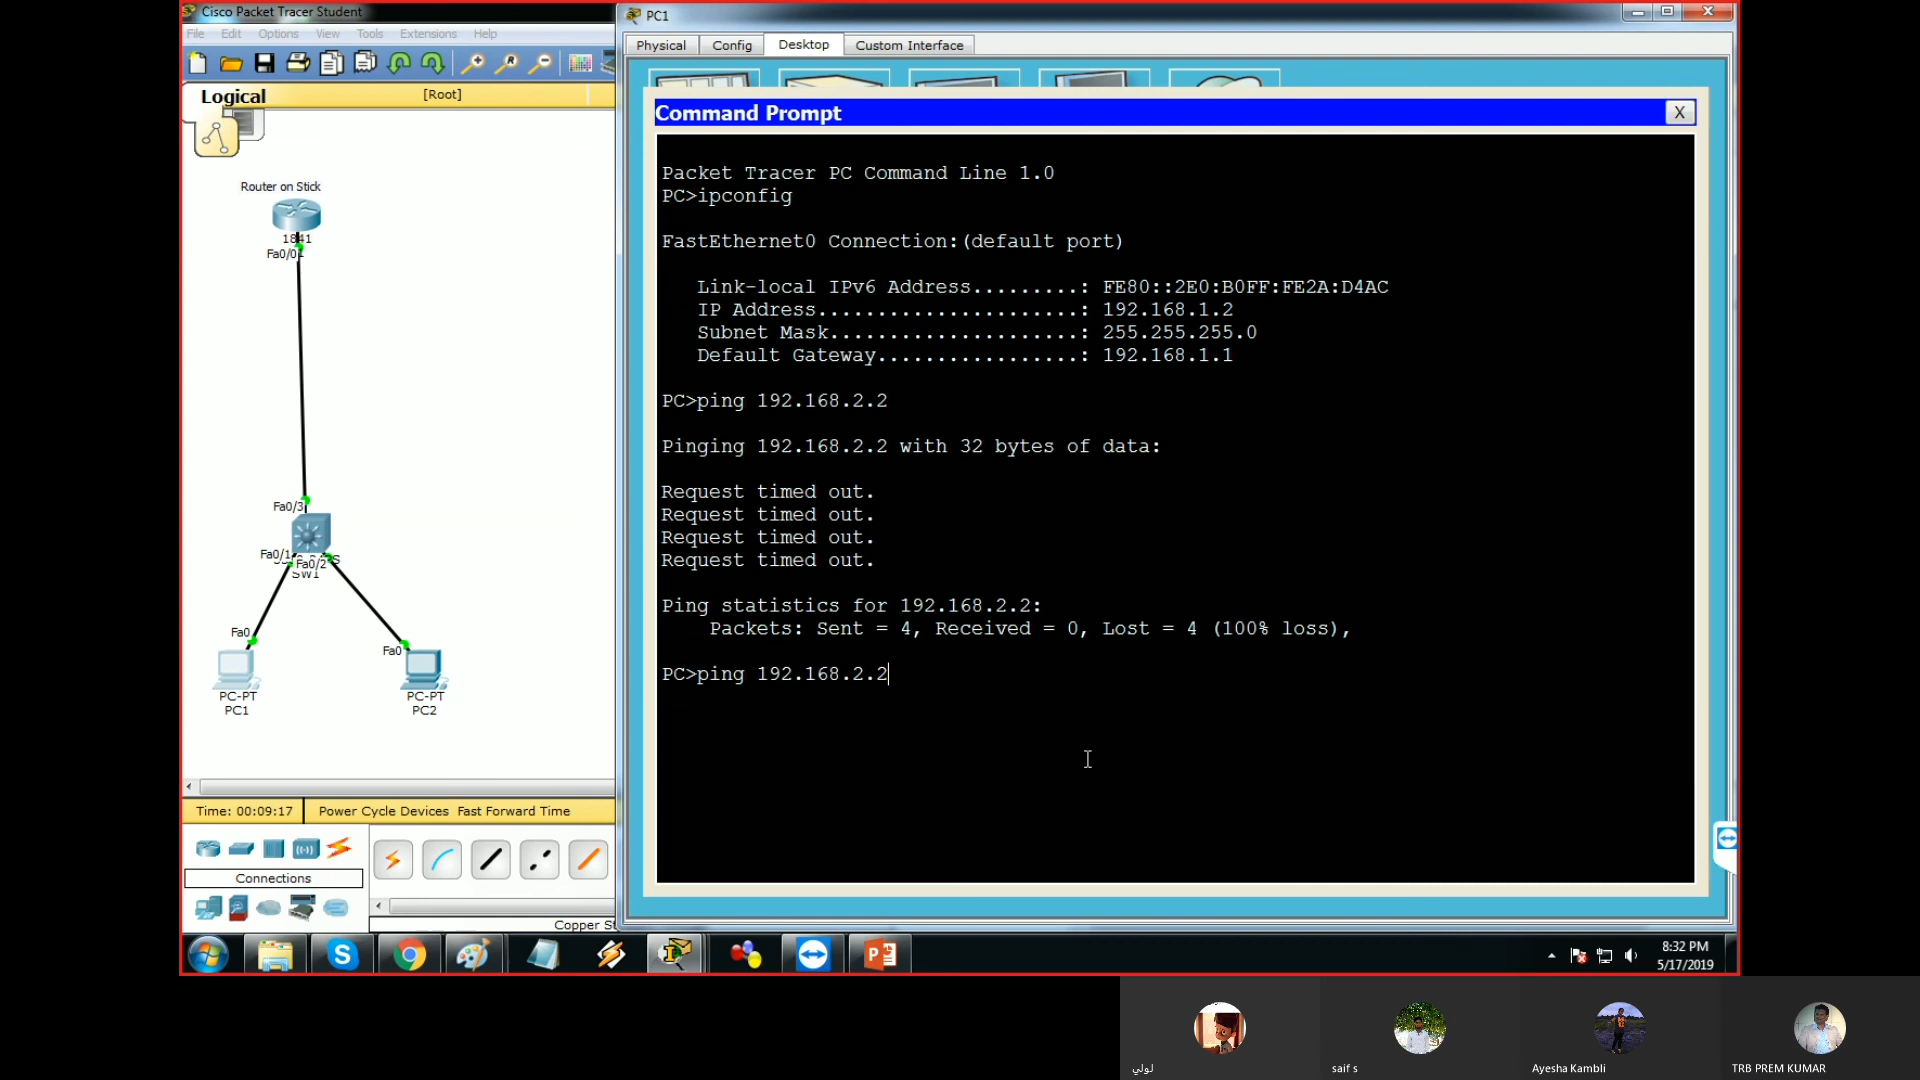 Cisco Packet Tracer Student
File Edit Options View Tools Extensions Help
Logical
[Root]
Router on Stick
1841
Fa0/0
Fa0/3
Fa0/1
Fa0/2
SW1
Fa0
Fa0
PC-PT
PC1
PC-PT
PC2
Time: 00:09:17
Power Cycle Devices Fast Forward Time
Connections
Copper
PC1
Physical Config Desktop Custom Interface
Command Prompt
X
Packet Tracer PC Command Line 1.0
PC>ipconfig
FastEthernet0 Connection:(default port)
Link-local IPv6 Address.........: FE80::2E0:B0FF:FE2A:D4AC
IP Address......................: 192.168.1.2
Subnet Mask.....................: 255.255.255.0
Default Gateway.................: 192.168.1.1
PC>ping 192.168.2.2
Pinging 192.168.2.2 with 32 bytes of data:
Request timed out.
Request timed out.
Request timed out.
Request timed out.
Ping statistics for 192.168.2.2:
Packets: Sent = 4, Received = 0, Lost = 4 (100% loss),
PC>ping 192.168.2.2
8:32 PM
5/17/2019
لولي
saif s
Ayesha Kambli
TRB PREM KUMAR